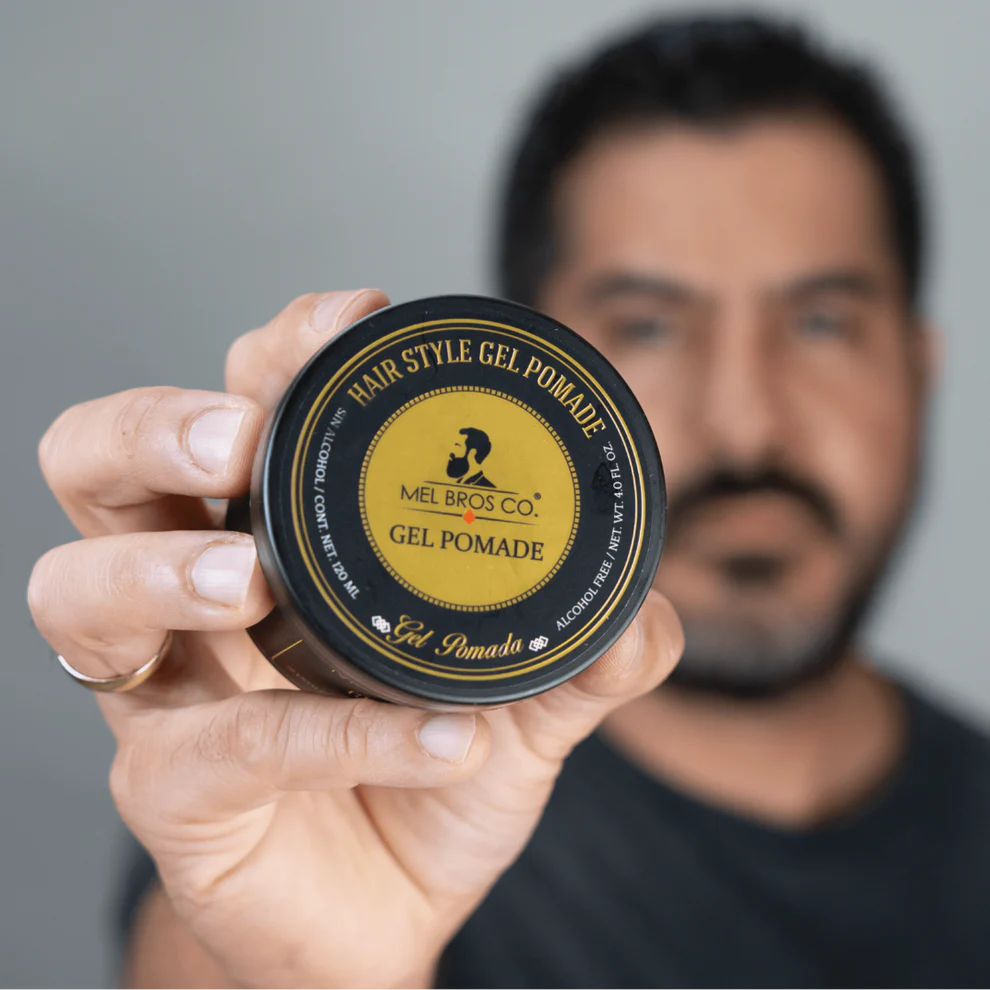 HAIR STYLE GEL POMADE
SIN ALCOHOL / CONT. NET. 120 ML
MEL BROS CO.®
GEL POMADE
ALCOHOL FREE / NET. WT. 4.0 FL. OZ.
Gel Pomada